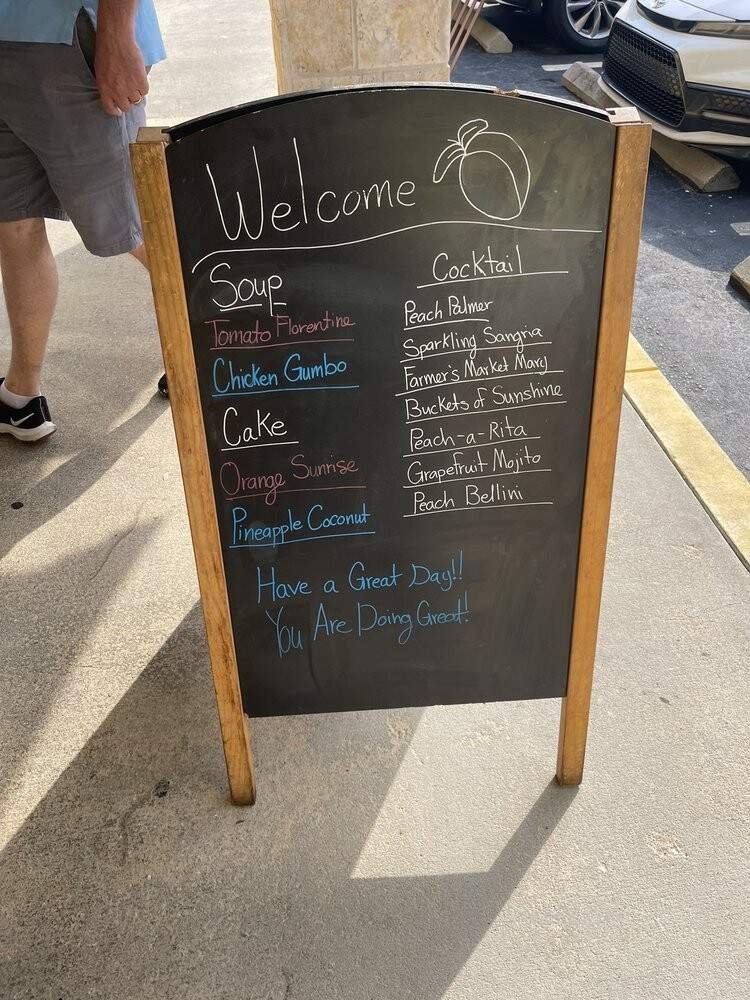 Welcome
Soup
Tomato Florentine
Chicken Gumbo
Cake
Orange Sunrise
Pineapple Coconut
Cocktail
Peach Palmer
Sparkling Sangria
Farmer's Market Mary
Buckets of Sunshine
Peach-a-Rita
Grapefruit Mojito
Peach Bellini
Have a Great Day!!
You Are Doing Great!